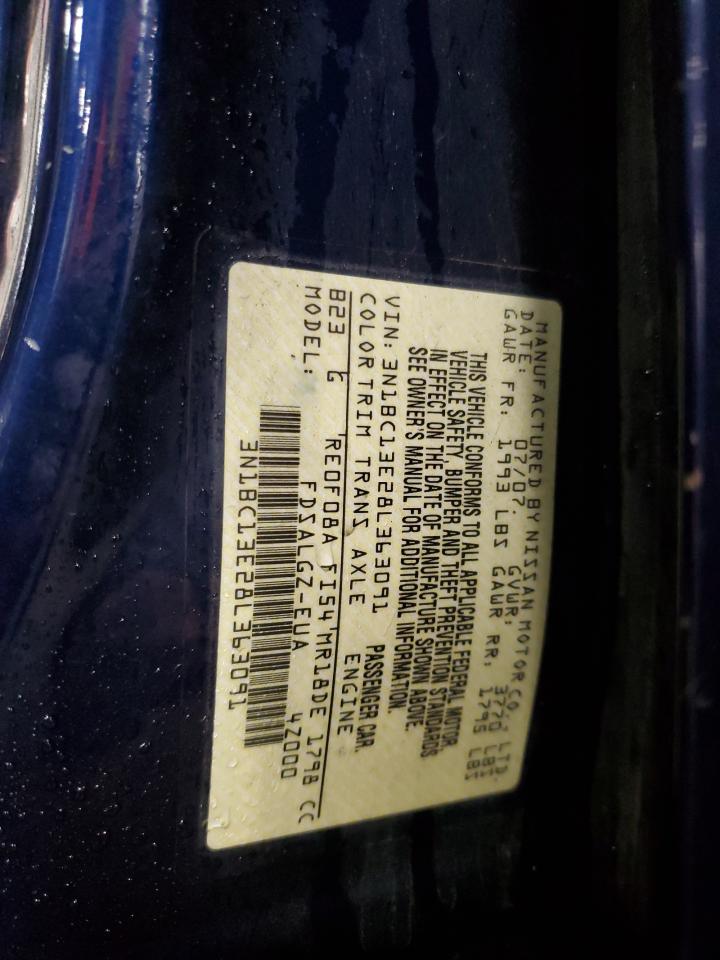 MANUFACTURED BY NISSAN MOTOR CO., LTD.
DATE: 07/07. GVWR: 3770 LBS
GAWR FR: 1993 LBS GAWR RR: 1795 LBS
THIS VEHICLE CONFORMS TO ALL APPLICABLE FEDERAL MOTOR
VEHICLE SAFETY, BUMPER AND THEFT PREVENTION STANDARDS
IN EFFECT ON THE DATE OF MANUFACTURE SHOWN ABOVE.
SEE OWNER'S MANUAL FOR ADDITIONAL INFORMATION.
VIN: 3N1BC13E28L363091 PASSENGER CAR.
COLOR TRIM TRANS AXLE ENGINE
B23 G RE0F08A FI54 MR18DE 1798 CC
MODEL: FDSALGZ-EUA 4Z000
3N1BC13E28L363091